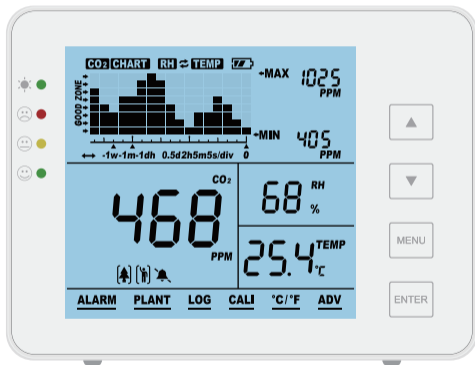 CO2 CHART RH TEMP
GOOD ZONE
MAX 1025 PPM
MIN 405 PPM
-1w-1m-1dh 0.5d2h5m5s/div 0
CO2
468
PPM
68 RH %
25.4 TEMP °C
ALARM PLANT LOG CALI °C/°F ADV
MENU
ENTER